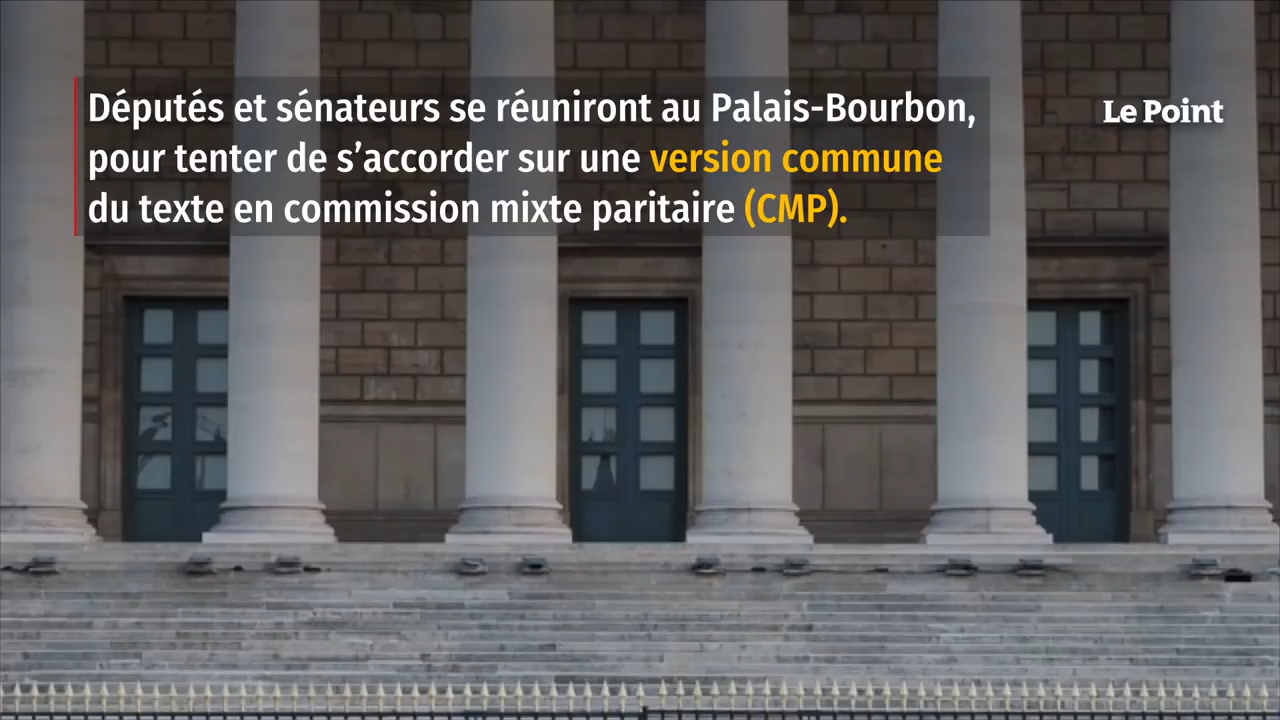 Députés et sénateurs se réuniront au Palais-Bourbon,
pour tenter de s’accorder sur une version commune
du texte en commission mixte paritaire (CMP).
Le Point